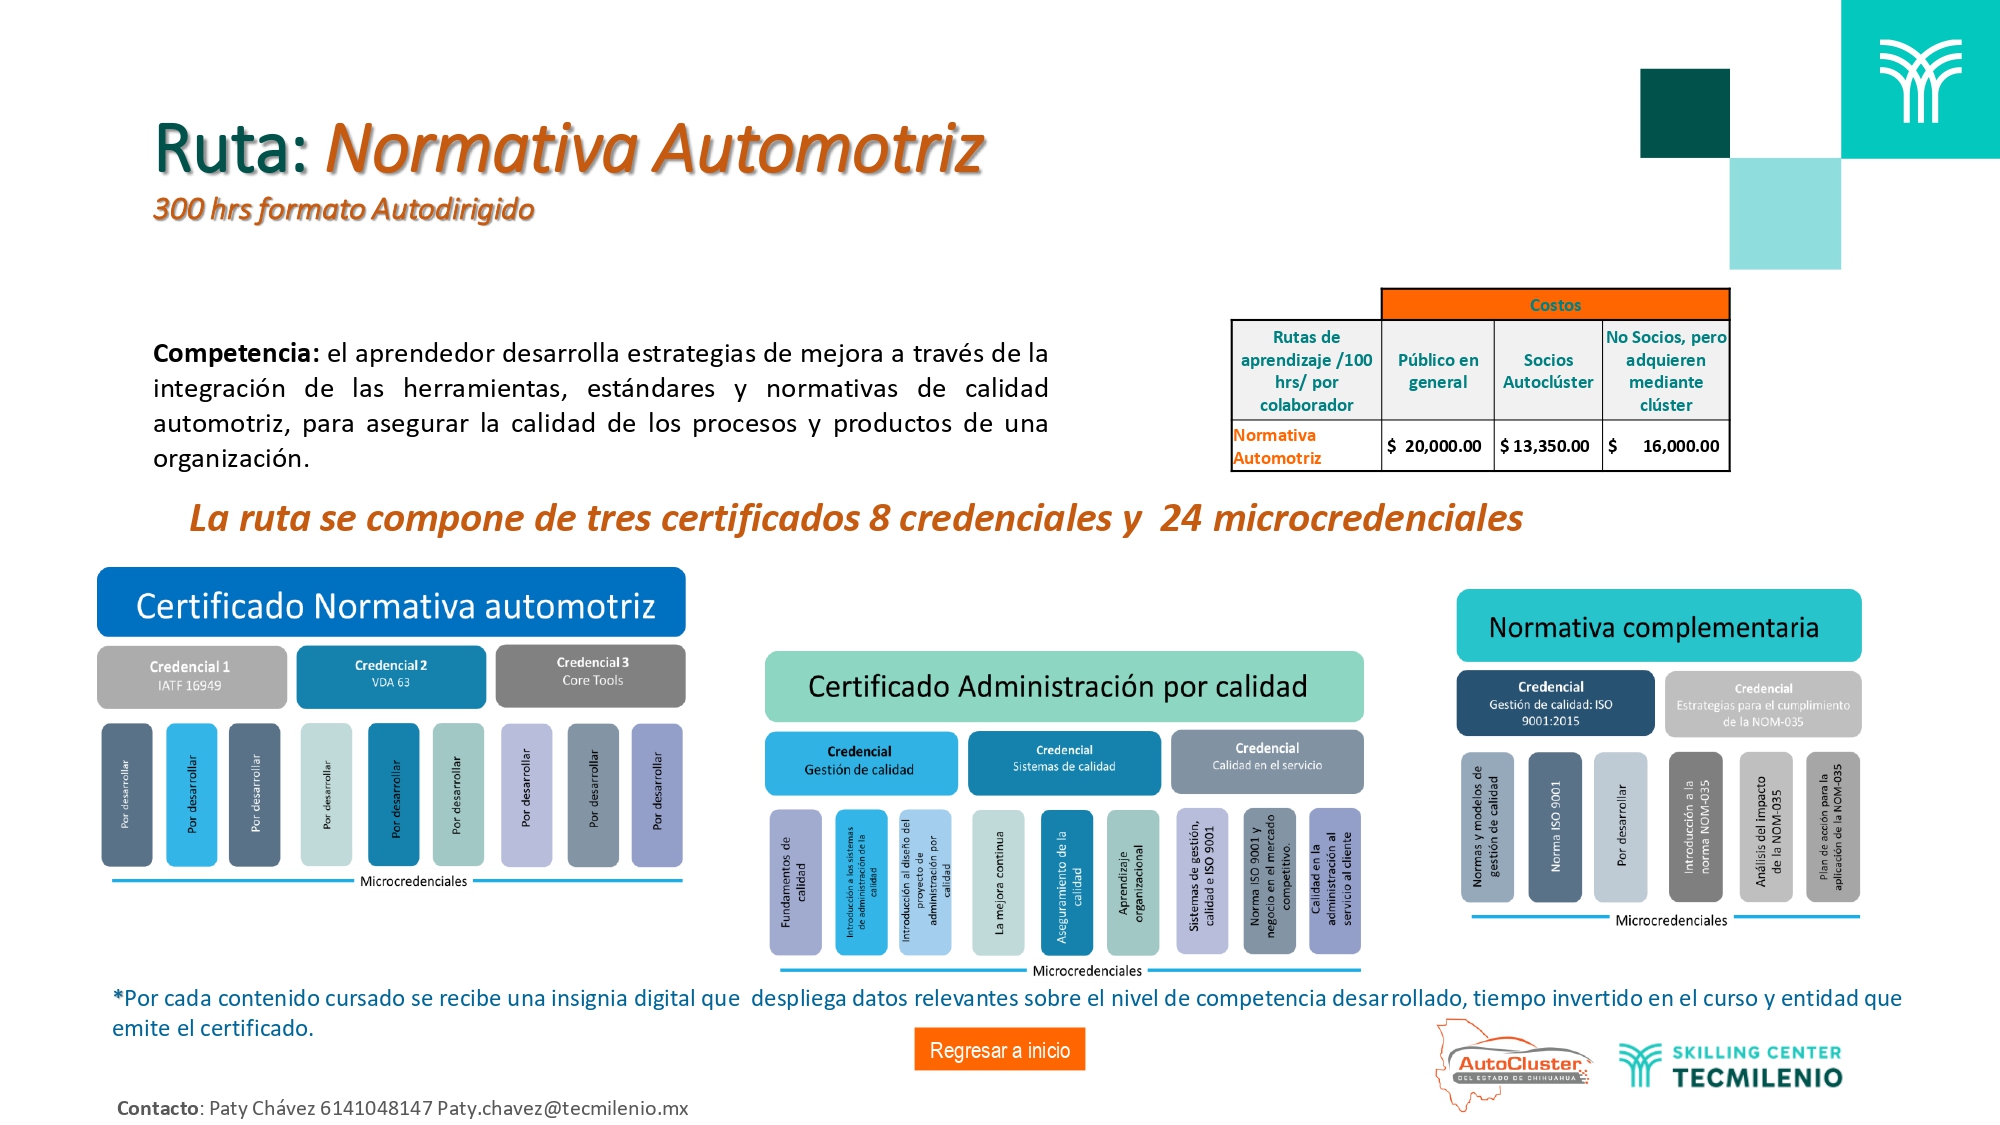 Ruta: Normativa Automotriz
300 hrs formato Autodirigido
Competencia: el aprendedor desarrolla estrategias de mejora a través de la
integración de las herramientas, estándares y normativas de calidad
automotriz, para asegurar la calidad de los procesos y productos de una
organización.
Costos
Rutas de
aprendizaje /100
hrs/ por
colaborador
Público en
general
Socios
Autoclúster
No Socios, pero
adquieren
mediante
clúster
Normativa
Automotriz
$ 20,000.00
$ 13,350.00
$ 16,000.00
La ruta se compone de tres certificados 8 credenciales y 24 microcredenciales
Certificado Normativa automotriz
Credencial 1
IATF 16949
Credencial 2
VDA 63
Credencial 3
Core Tools
Por desarrollar
Por desarrollar
Por desarrollar
Por desarrollar
Por desarrollar
Por desarrollar
Por desarrollar
Por desarrollar
Por desarrollar
Microcredenciales
Certificado Administración por calidad
Credencial
Gestión de calidad
Credencial
Sistemas de calidad
Credencial
Calidad en el servicio
Fundamentos de
calidad
Introducción a los sistemas
de administración de la
calidad
Introducción al diseño del
proyecto de
administración por
calidad
La mejora continua
Aseguramiento de la
calidad
Aprendizaje
organizacional
Sistemas de gestión,
calidad e ISO 9001
Norma ISO 9001 y
negocio en el mercado
competitivo.
Calidad en la
administración al
servicio al cliente
Microcredenciales
Normativa complementaria
Credencial
Gestión de calidad: ISO
9001:2015
Credencial
Estrategias para el cumplimiento
de la NOM-035
Normas y modelos de
gestión de calidad
Norma ISO 9001
Por desarrollar
Introducción a la
norma NOM-035
Análisis del impacto
de la NOM-035
Plan de acción para la
aplicación de la NOM-035
Microcredenciales
*Por cada contenido cursado se recibe una insignia digital que despliega datos relevantes sobre el nivel de competencia desarrollado, tiempo invertido en el curso y entidad que
emite el certificado.
Regresar a inicio
AutoCluster
DEL ESTADO DE CHIHUAHUA
SKILLING CENTER
TECMILENIO
Contacto: Paty Chávez 6141048147 Paty.chavez@tecmilenio.mx